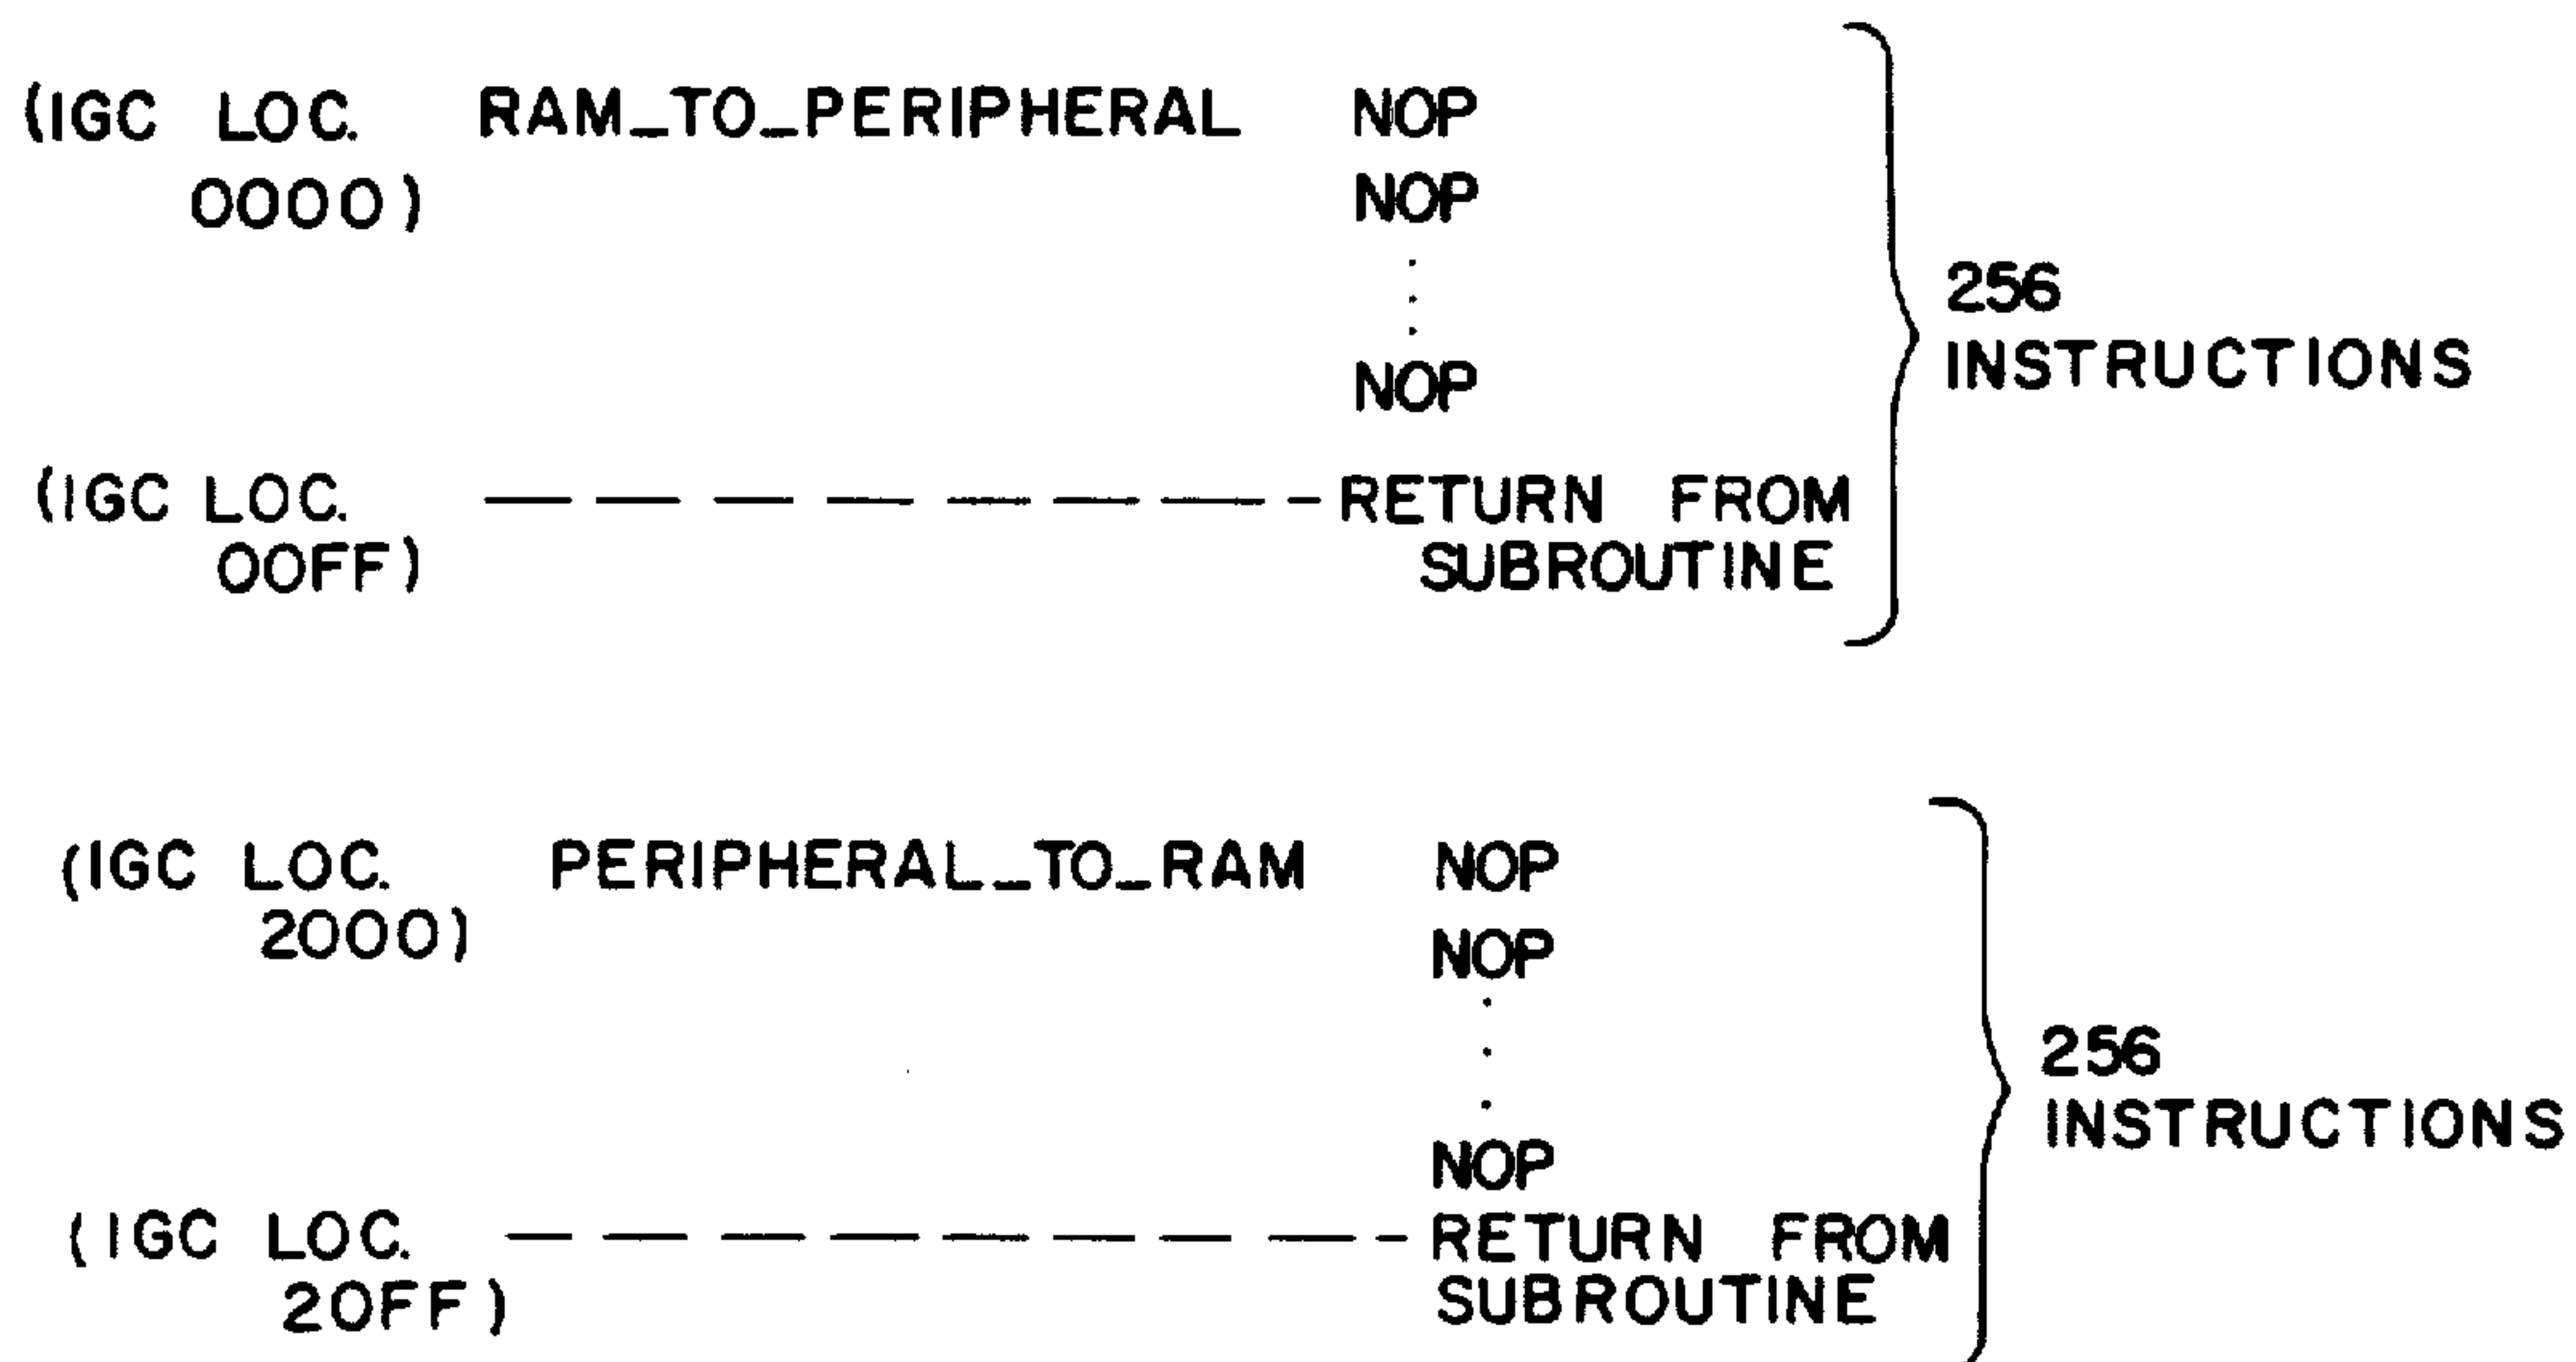 (IGC LOC. RAM_TO_PERIPHERAL NOP
0000) NOP
NOP
256
INSTRUCTIONS
(IGC LOC. RETURN FROM
00FF) SUBROUTINE
(IGC LOC. PERIPHERAL_TO_RAM NOP
2000) NOP
NOP
256
INSTRUCTIONS
(IGC LOC. RETURN FROM
20FF) SUBROUTINE